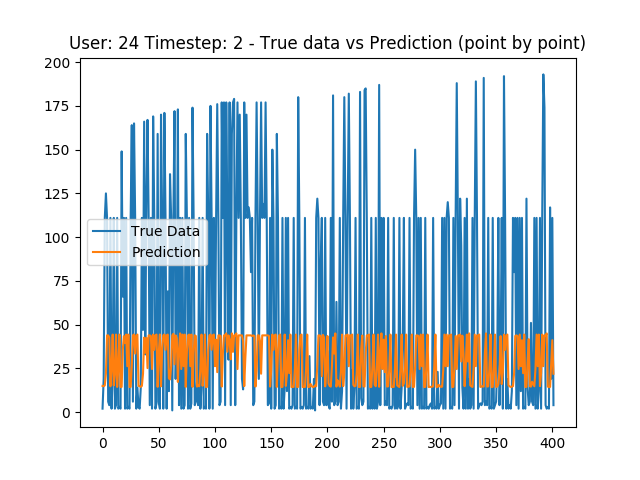 User: 24 Timestep: 2 - True data vs Prediction (point by point)
200
175
150
125
100
75
50
25
0
True Data
Prediction
0 50 100 150 200 250 300 350 400